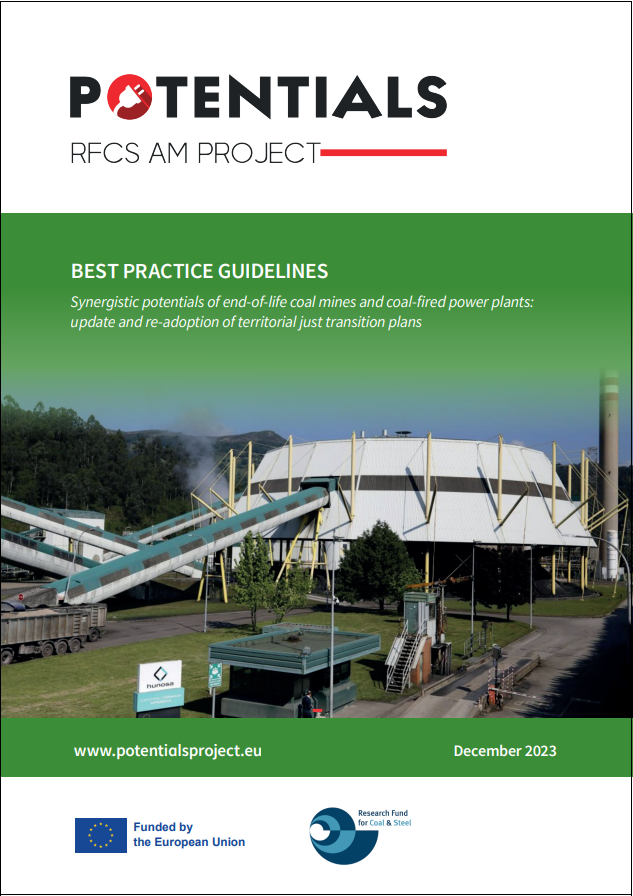 POTENTIALS
RFCS AM PROJECT
BEST PRACTICE GUIDELINES
Synergistic potentials of end-of-life coal mines and coal-fired power plants:
update and re-adoption of territorial just transition plans
hunosa
www.potentialsproject.eu
December 2023
Funded by
the European Union
Research Fund
for Coal & Steel